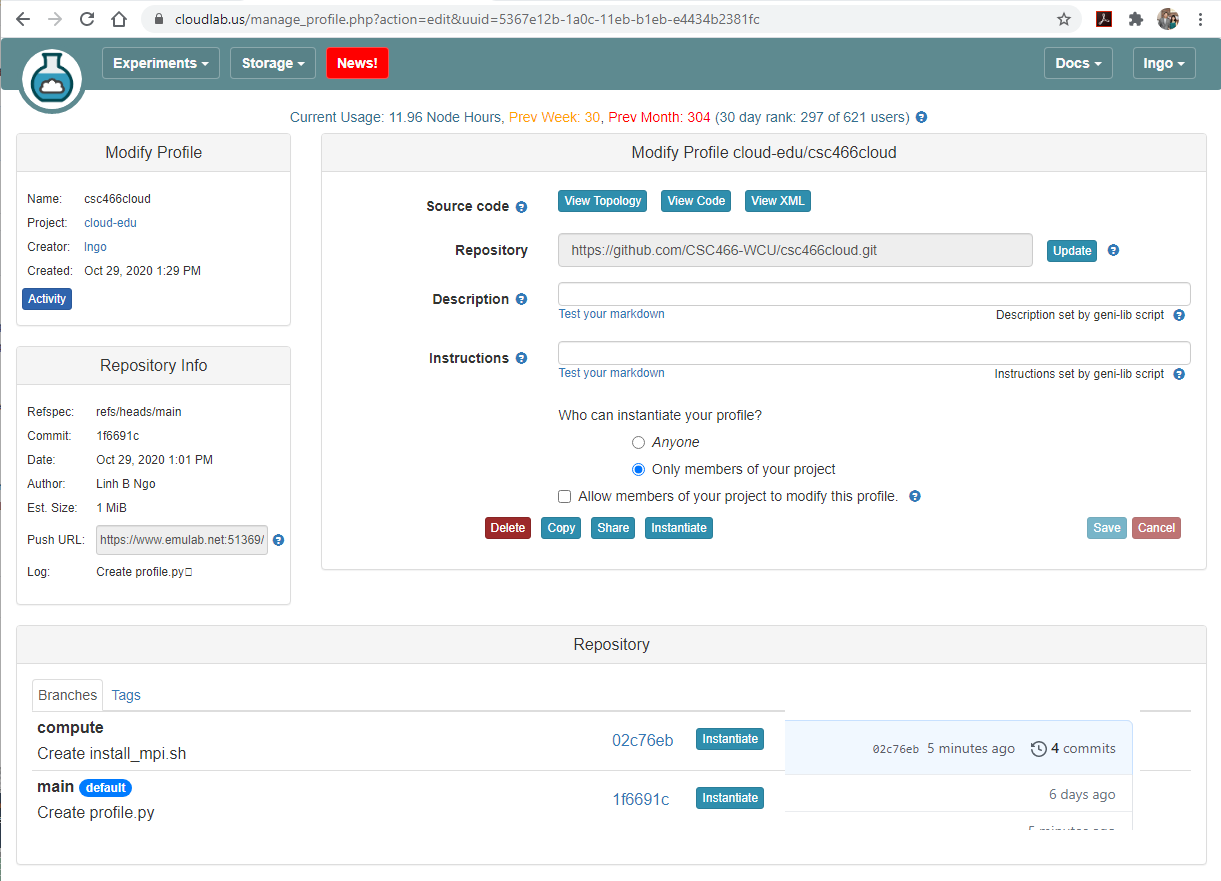 cloudlab.us/manage_profile.php?action=edit&uuid=5367e12b-1a0c-11eb-b1eb-e4434b2381fc
Experiments Storage News! Docs Ingo
Current Usage: 11.96 Node Hours, Prev Week: 30, Prev Month: 304 (30 day rank: 297 of 621 users)
Modify Profile
Name: csc466cloud
Project: cloud-edu
Creator: lngo
Created: Oct 29, 2020 1:29 PM
Activity
Repository Info
Refspec: refs/heads/main
Commit: 1f6691c
Date: Oct 29, 2020 1:01 PM
Author: Linh B Ngo
Est. Size: 1 MiB
Push URL: https://www.emulab.net:51369/
Log: Create profile.py
Modify Profile cloud-edu/csc466cloud
Source code View Topology View Code View XML
Repository https://github.com/CSC466-WCU/csc466cloud.git Update
Description
Test your markdown Description set by geni-lib script
Instructions
Test your markdown Instructions set by geni-lib script
Who can instantiate your profile?
Anyone
Only members of your project
Allow members of your project to modify this profile.
Delete Copy Share Instantiate Save Cancel
Repository
Branches Tags
compute
Create install_mpi.sh
02c76eb Instantiate 02c76eb 5 minutes ago 4 commits
main default
Create profile.py
1f6691c Instantiate 6 days ago
5 minutes ago